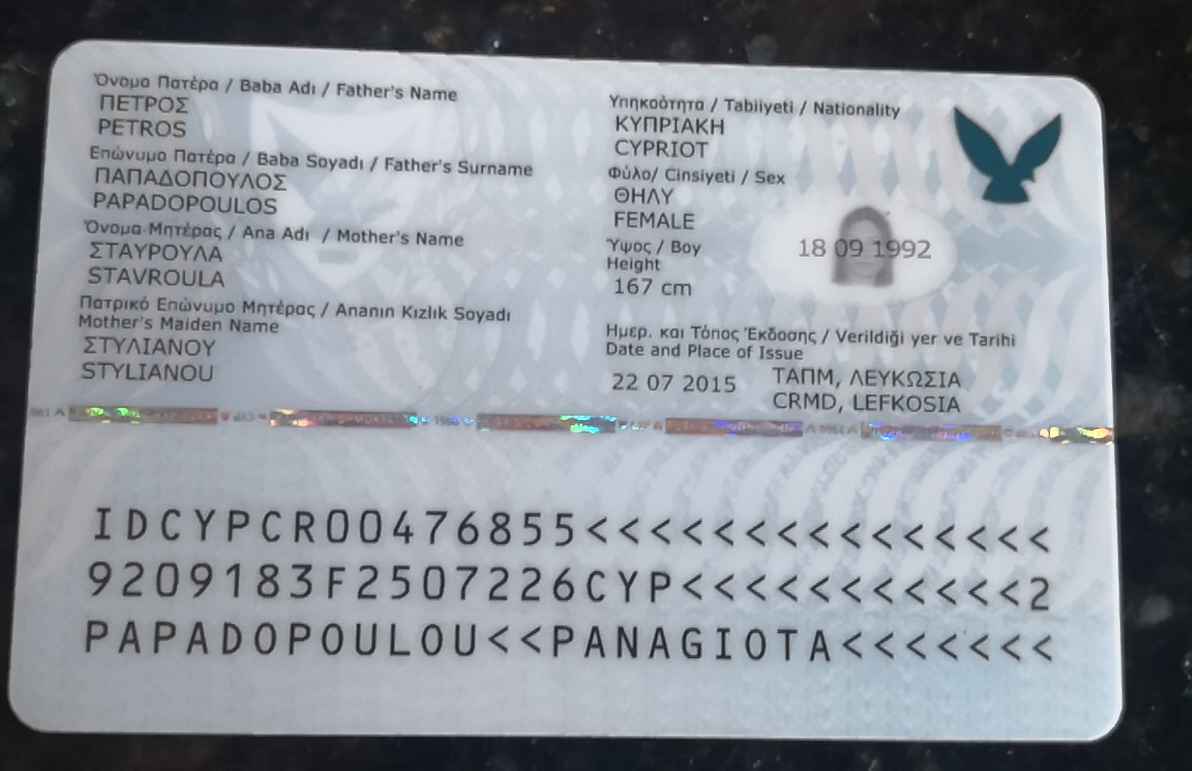 Όνομα Πατέρα / Baba Adı / Father's Name
ΠΕΤΡΟΣ
PETROS
Επώνυμο Πατέρα / Baba Soyadı / Father's Surname
ΠΑΠΑΔΟΠΟΥΛΟΣ
PAPADOPOULOS
Όνομα Μητέρας / Ana Adı / Mother's Name
ΣΤΑΥΡΟΥΛΑ
STAVROULA
Πατρικό Επώνυμο Μητέρας / Ananın Kızlık Soyadı
Mother's Maiden Name
ΣΤΥΛΙΑΝΟΥ
STYLIANOU
Υπηκοότητα / Tabiiyeti / Nationality
ΚΥΠΡΙΑΚΗ
CYPRIOT
Φύλο/ Cinsiyeti / Sex
ΘΗΛΥ
FEMALE
Ύψος / Boy
Height
167 cm
18 09 1992
Ημερ. και Τόπος Έκδοσης / Verildiği yer ve Tarihi
Date and Place of Issue
22 07 2015
ΤΑΠΜ, ΛΕΥΚΩΣΙΑ
CRMD, LEFKOSIA
IDCYPCR00476855<<<<<<<<<<<<<<<
9209183F2507226CYP<<<<<<<<<<<2
PAPADOPOULOU<<PANAGIOTA<<<<<<<